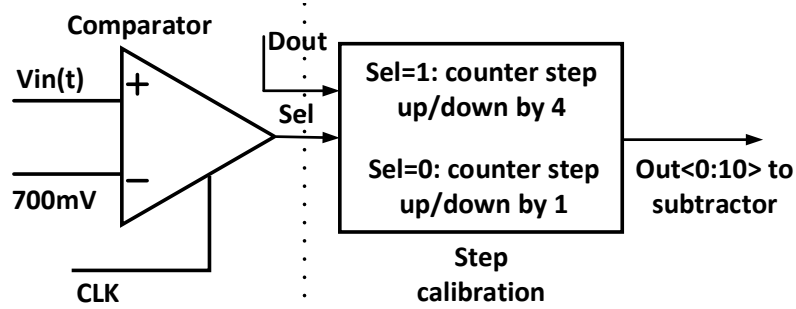 Comparator
Dout
Vin(t)
+
Sel
Sel=1: counter step
up/down by 4
Sel=0: counter step
up/down by 1
−
700mV
Out<0:10> to
subtractor
CLK
Step
calibration